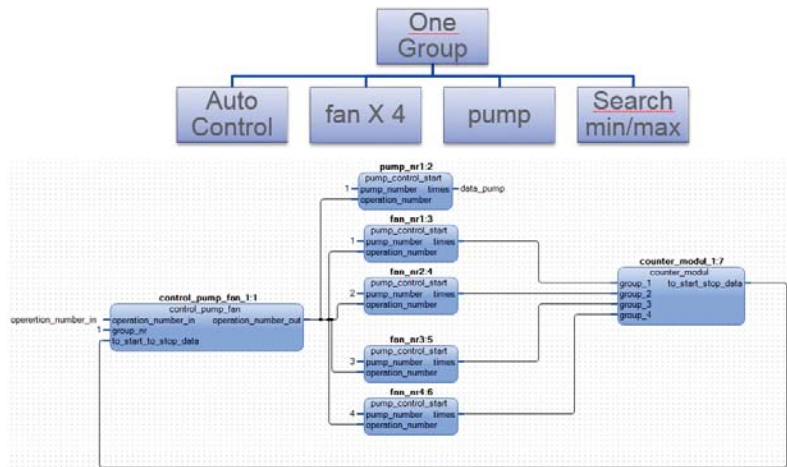 One
Group
Auto
Control
fan X 4
pump
Search
min/max
pump_nr1:2
pump_control_start
1 pump_number times data_pump
operation_number
fan_nr1:3
pump_control_start
1 pump_number times
operation_number
fan_nr2:4
pump_control_start
2 pump_number times
operation_number
counter_modul_1:7
counter_modul
group_1 to_start_stop_data
group_2
group_3
group_4
control_pump_fan_1:1
control_pump_fan
operertion_number_in operation_number_in operation_number_out
1 group_nr
to_start_to_stop_data
fan_nr3:5
pump_control_start
3 pump_number times
operation_number
fan_nr4:6
pump_control_start
4 pump_number times
operation_number